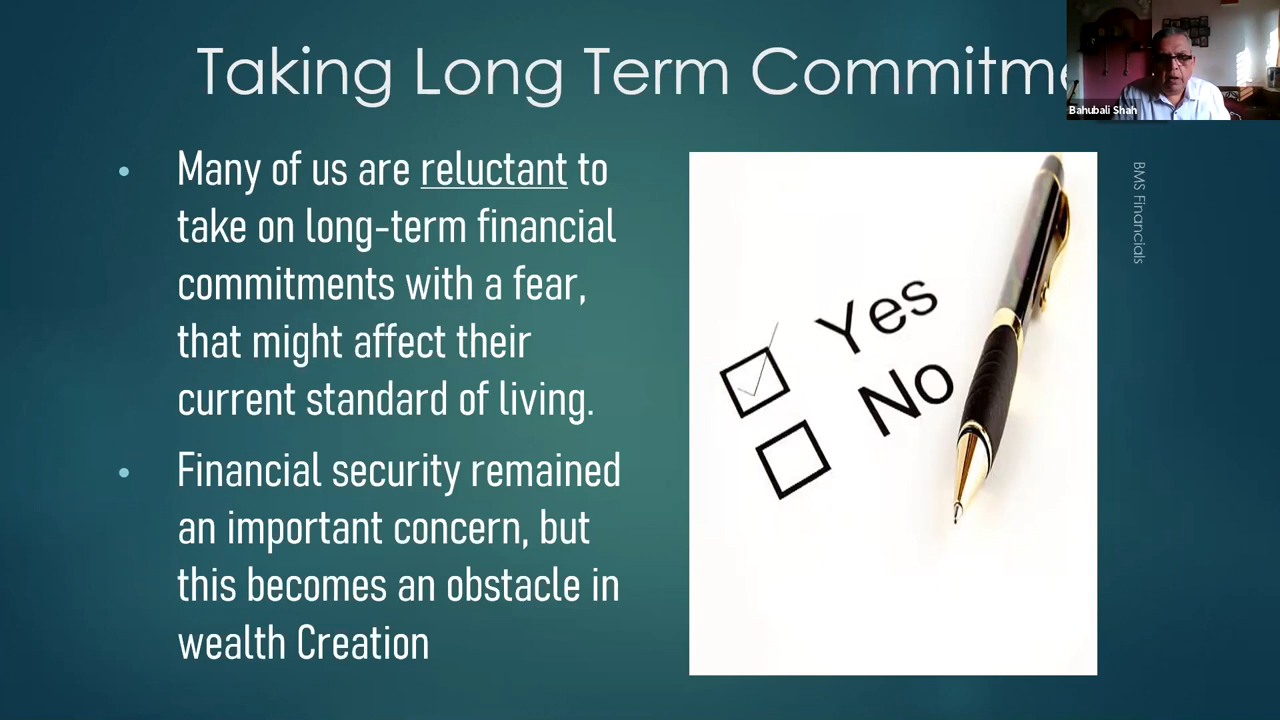 Taking Long Term Commitme
Bahubali Shah
Many of us are reluctant to
take on long-term financial
commitments with a fear,
that might affect their
current standard of living.
Financial security remained
an important concern, but
this becomes an obstacle in
wealth Creation
Yes
No
BMS Financials